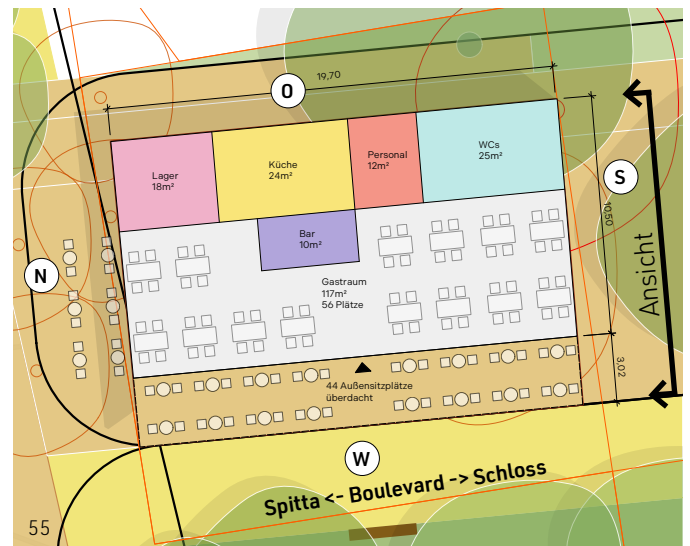 O
19,70
Lager
18m²
Küche
24m²
Personal
12m²
WCs
25m²
S
10,50
Ansicht
N
Bar
10m²
Gastraum
117m²
56 Plätze
3,02
44 Außensitzplätze
überdacht
W
Spitta <- Boulevard -> Schloss
55